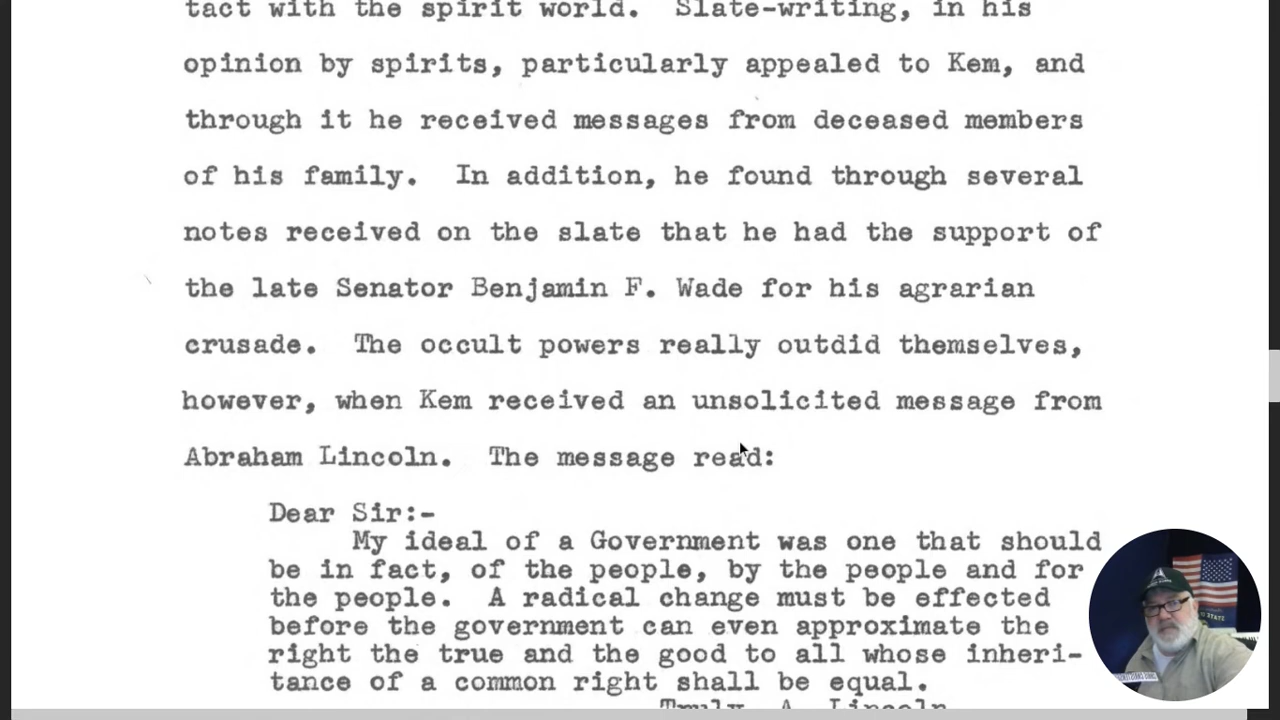 tact with the spirit world.  Slate-writing, in his
opinion by spirits, particularly appealed to Kem, and
through it he received messages from deceased members
of his family.  In addition, he found through several
notes received on the slate that he had the support of
the late Senator Benjamin F. Wade for his agrarian
crusade.  The occult powers really outdid themselves,
however, when Kem received an unsolicited message from
Abraham Lincoln.  The message read:
Dear Sir:-
My ideal of a Government was one that should
be in fact, of the people, by the people and for
the people.  A radical change must be effected
before the government can even approximate the
right the true and the good to all whose inheri-
tance of a common right shall be equal.
Truly, A. Lincoln